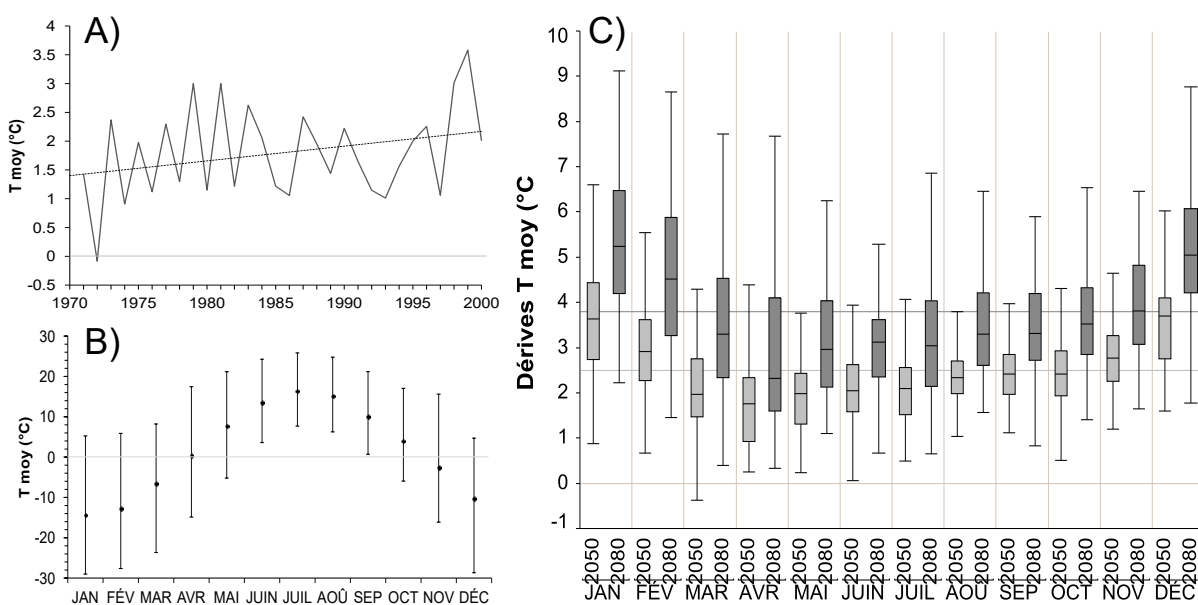 A)
T moy (°C)
4
3.5
3
2.5
2
1.5
1
0.5
0
-0.5
1970 1975 1980 1985 1990 1995 2000
B)
T moy (°C)
30
20
10
0
-10
-20
-30
JAN FÉV MAR AVR MAI JUIN JUIL AOÛ SEP OCT NOV DÉC
C)
Dérives T moy (°C
10
9
8
7
6
5
4
3
2
1
0
-1
2050 2080 2050 2080 2050 2080 2050 2080 2050 2080 2050 2080 2050 2080 2050 2080 2050 2080 2050 2080 2050 2080 2050 2080
JAN FEV MAR AVR MAI JUIN JUIL AOU SEP OCT NOV DEC